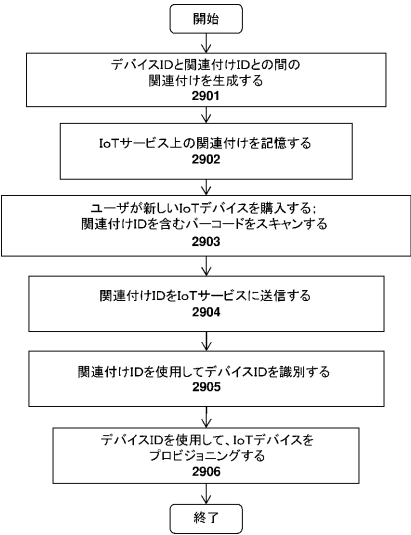 開始
デバイスIDと関連付けIDとの間の
関連付けを生成する
2901
IoTサービス上の関連付けを記憶する
2902
ユーザが新しいIoTデバイスを購入する;
関連付けIDを含むバーコードをスキャンする
2903
関連付けIDをIoTサービスに送信する
2904
関連付けIDを使用してデバイスIDを識別する
2905
デバイスIDを使用して、IoTデバイスを
プロビジョニングする
2906
終了